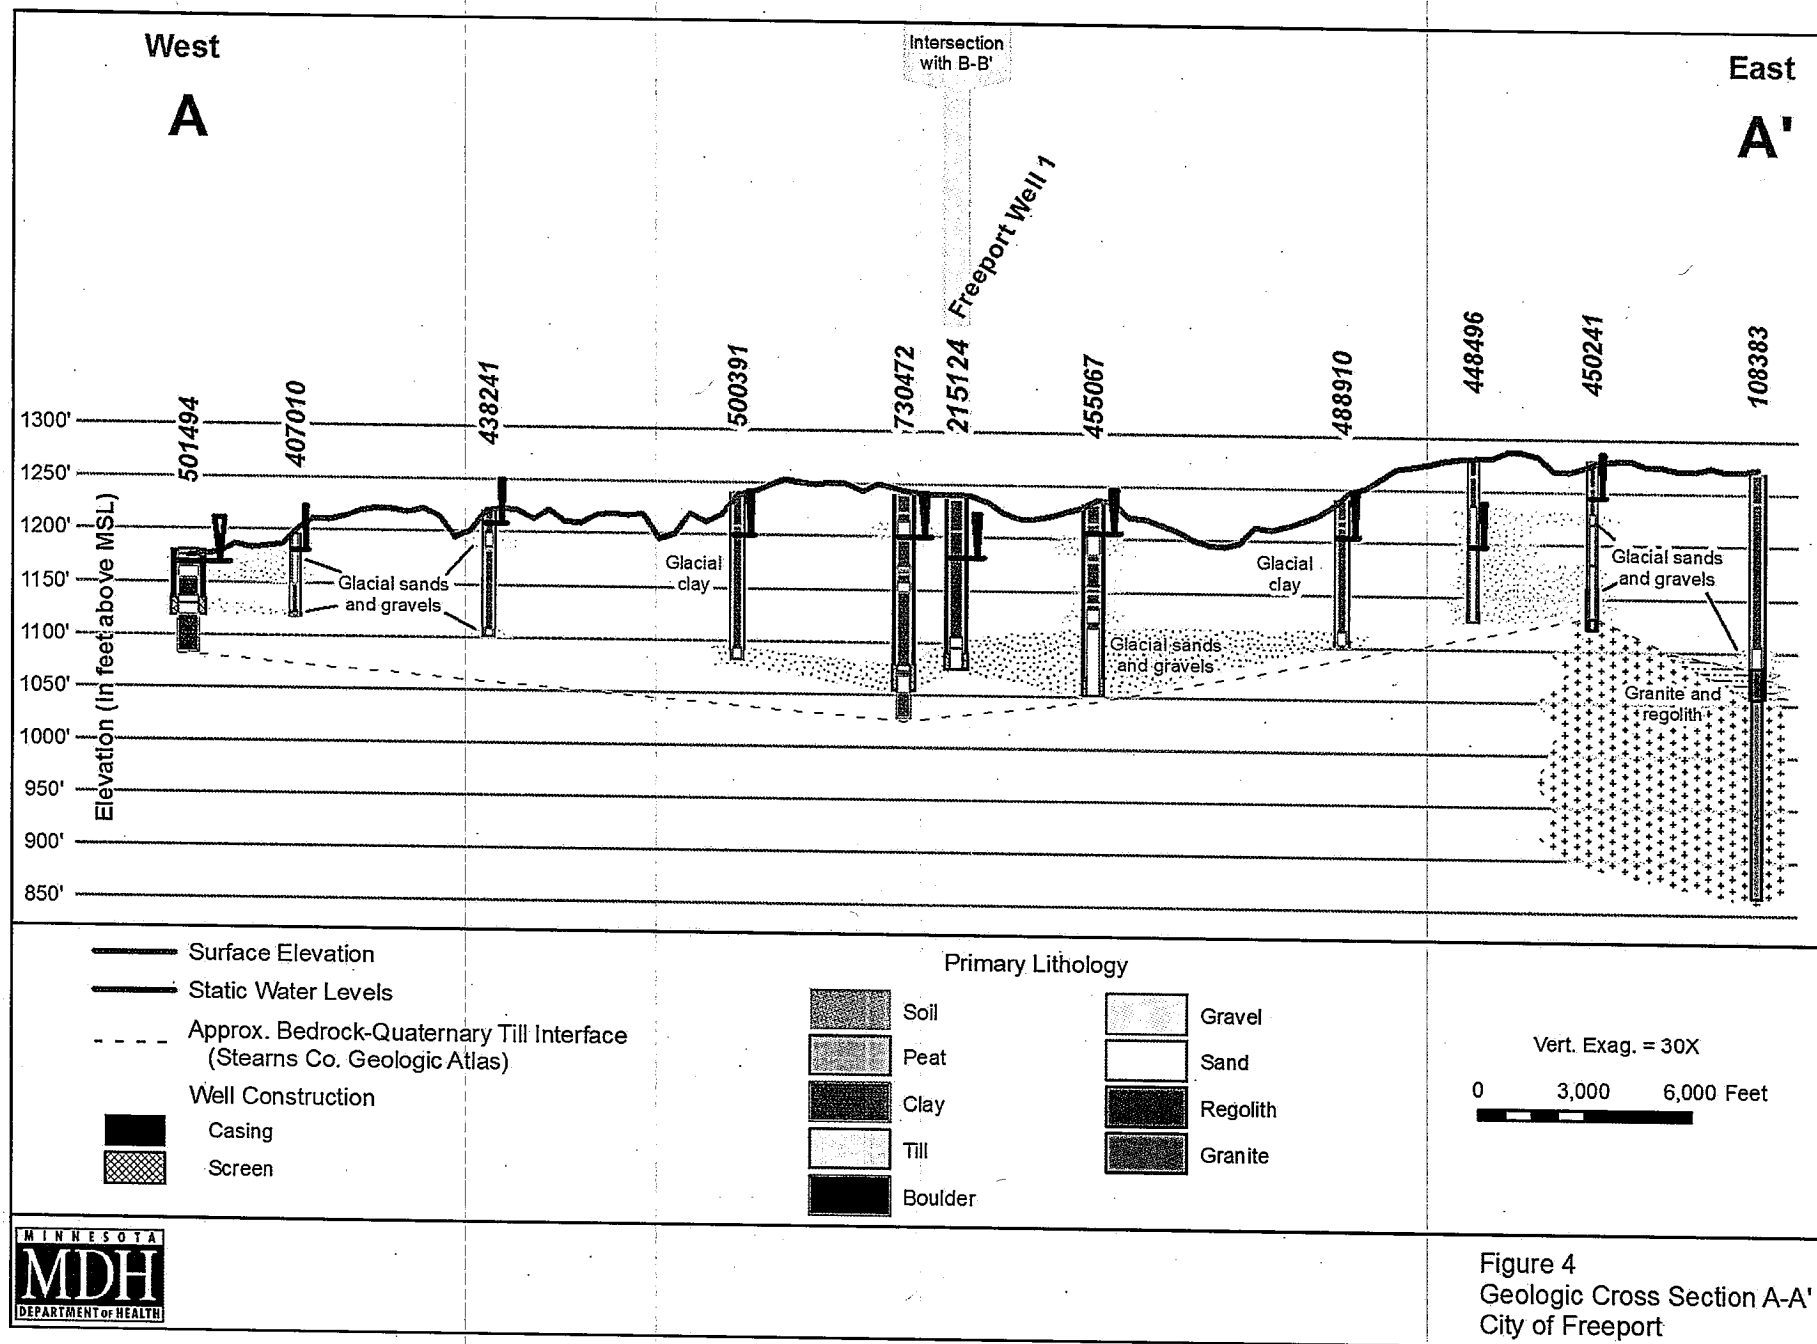 West
East
A
A'
Intersection
with B-B'
Freeport Well 1
501494
407010
438241
500391
730472
215124
455067
488910
448496
450241
108383
1300'
1250'
1200'
1150'
1100'
1050'
1000'
950'
900'
850'
Elevation (In feet above MSL)
Glacial sands
and gravels
Glacial
clay
Glacial sands
and gravels
Glacial
clay
Glacial sands
and gravels
Granite and
regolith
Surface Elevation
Static Water Levels
Approx. Bedrock-Quaternary Till Interface
(Stearns Co. Geologic Atlas)
Well Construction
Casing
Screen
Primary Lithology
Soil
Peat
Clay
Till
Boulder
Gravel
Sand
Regolith
Granite
Vert. Exag. = 30X
0 3,000 6,000 Feet
MINNESOTA
MDH
DEPARTMENT OF HEALTH
Figure 4
Geologic Cross Section A-A'
City of Freeport